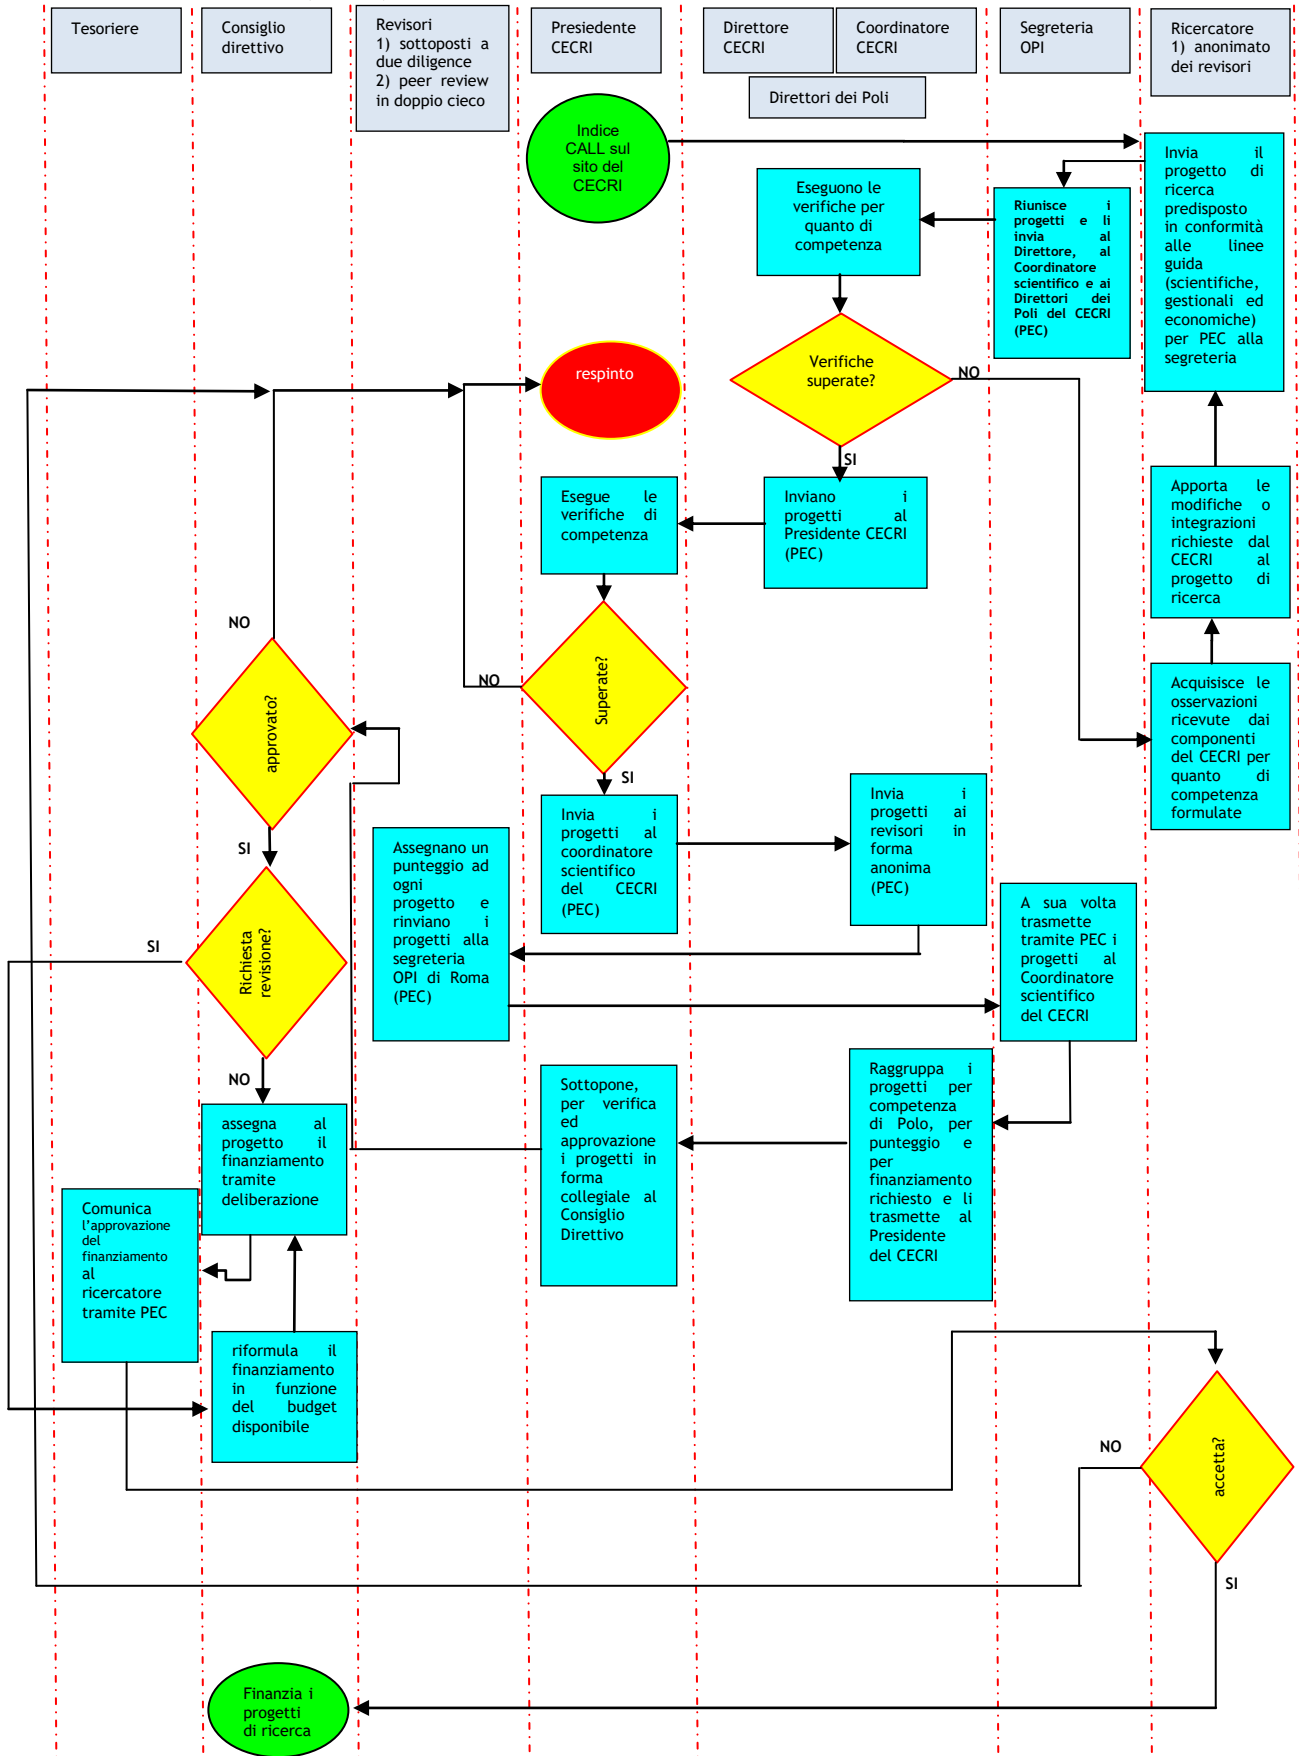 Tesoriere
Consiglio
direttivo
Revisori
1) sottoposti a
due diligence
2) peer review
in doppio cieco
Presidente
CECRI
Direttore
CECRI
Coordinatore
CECRI
Direttori dei Poli
Segreteria
OPI
Ricercatore
1) anonimato
dei revisori
Indice
CALL sul
sito del
CECRI
Invia il
progetto di
ricerca
predisposto
in conformità
alle linee
guida
(scientifiche,
gestionali ed
economiche)
per PEC alla
segreteria
Riunisce i
progetti e li
invia al
Direttore, al
Coordinatore
scientifico e ai
Direttori dei
Poli del CECRI
(PEC)
Eseguono le
verifiche per
quanto di
competenza
Verifiche
superate?
NO
SI
respinto
Inviano i
progetti al
Presidente CECRI
(PEC)
Esegue le
verifiche di
competenza
Apporta le
modifiche o
integrazioni
richieste dal
CECRI al
progetto di
ricerca
Acquisisce le
osservazioni
ricevute dai
componenti
del CECRI per
quanto di
competenza
formulate
Superate?
NO
SI
NO
approvato?
SI
Invia i
progetti al
coordinatore
scientifico
del CECRI
(PEC)
Invia i
progetti ai
revisori in
forma
anonima
(PEC)
Assegnano un
punteggio ad
ogni
progetto e
rinviano i
progetti alla
segreteria
OPI di Roma
(PEC)
A sua volta
trasmette
tramite PEC i
progetti al
Coordinatore
scientifico
del CECRI
Richiesta
revisione?
SI
NO
Raggruppa i
progetti per
competenza
di Polo, per
punteggio e
per
finanziamento
richiesto e li
trasmette al
Presidente
del CECRI
Sottopone,
per verifica
ed
approvazione
i progetti in
forma
collegiale al
Consiglio
Direttivo
assegna al
progetto il
finanziamento
tramite
deliberazione
Comunica
l'approvazione
del
finanziamento
al
ricercatore
tramite PEC
riformula il
finanziamento
in funzione
del budget
disponibile
accetta?
NO
SI
Finanzia i
progetti
di ricerca